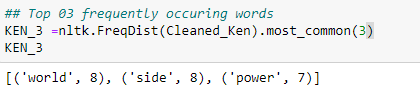 ## Top 03 frequently occuring words
KEN_3 =nltk.FreqDist(Cleaned_Ken).most_common(3)
KEN_3
[('world', 8), ('side', 8), ('power', 7)]